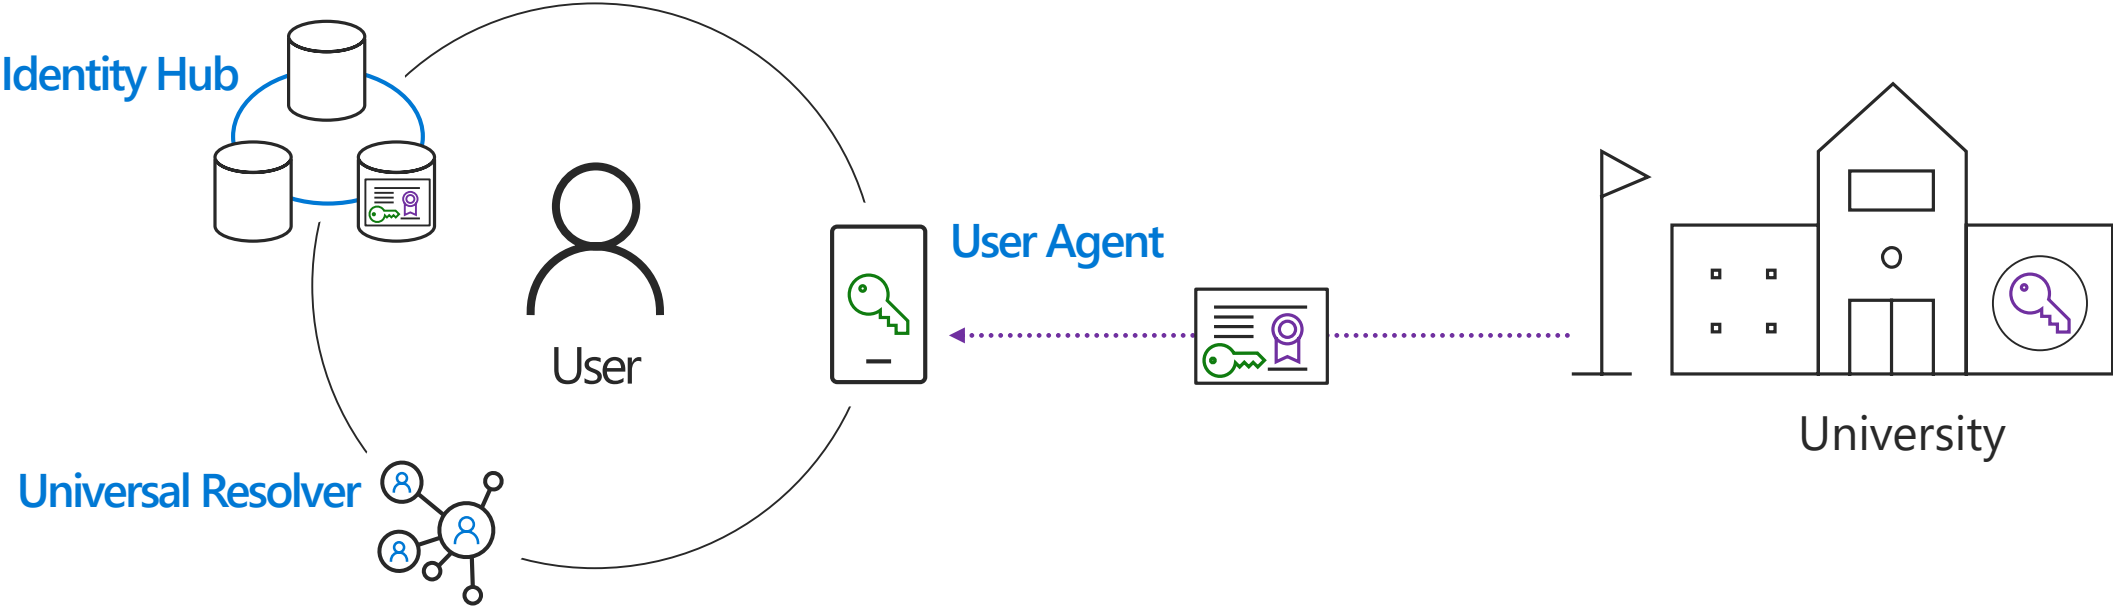 Identity Hub
User Agent
User
University
Universal Resolver